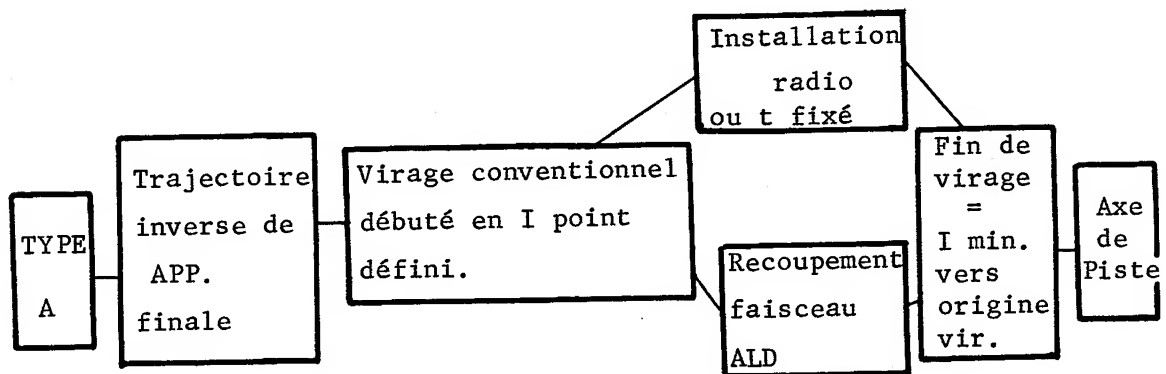 TYPE
A
Trajectoire
inverse de
APP.
finale
Virage conventionnel
débuté en I point
défini.
Installation
radio
ou t fixé
Recoupement
faisceau
ALD
Fin de
virage
=
I min.
vers
origine
vir.
Axe
de
Piste